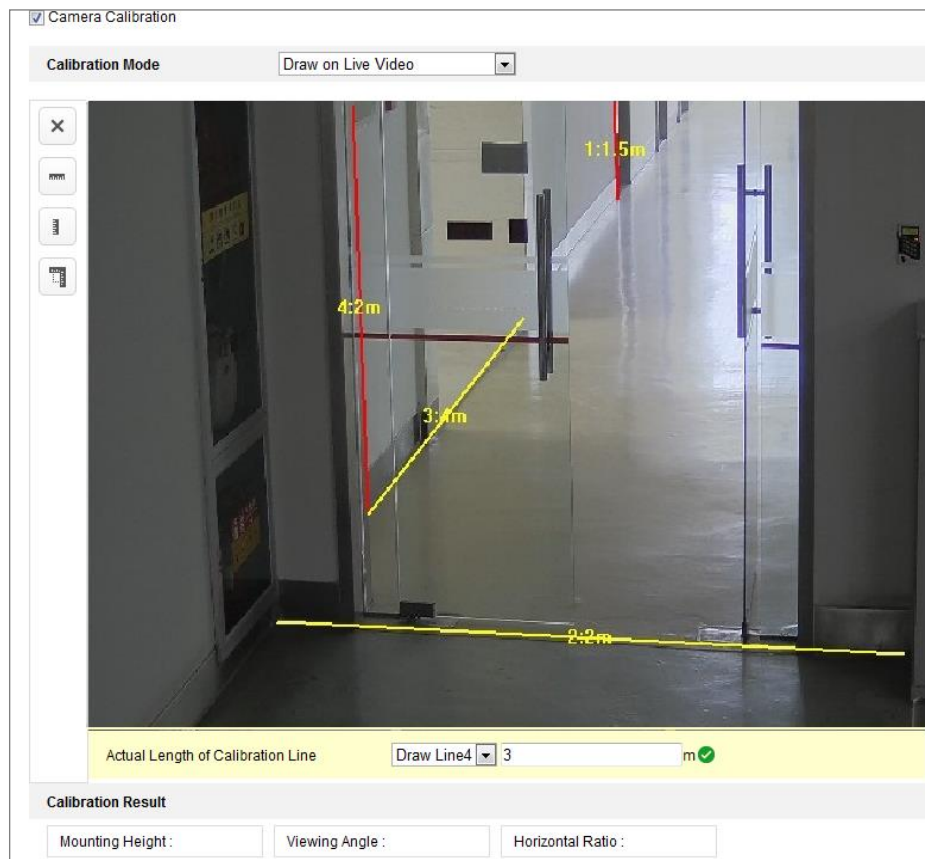 Camera Calibration
Calibration Mode
Draw on Live Video
1:1.5m
4:2m
3:4m
2:2m
Actual Length of Calibration Line
Draw Line4
3
m
Calibration Result
Mounting Height :
Viewing Angle :
Horizontal Ratio :